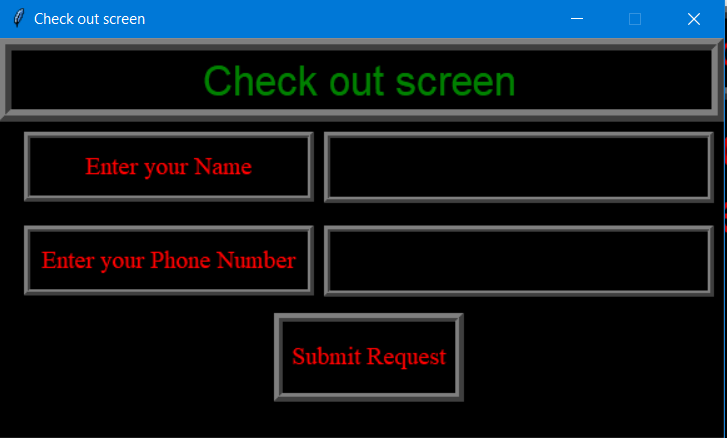 Check out screen
Check out screen
Enter your Name
Enter your Phone Number
Submit Request